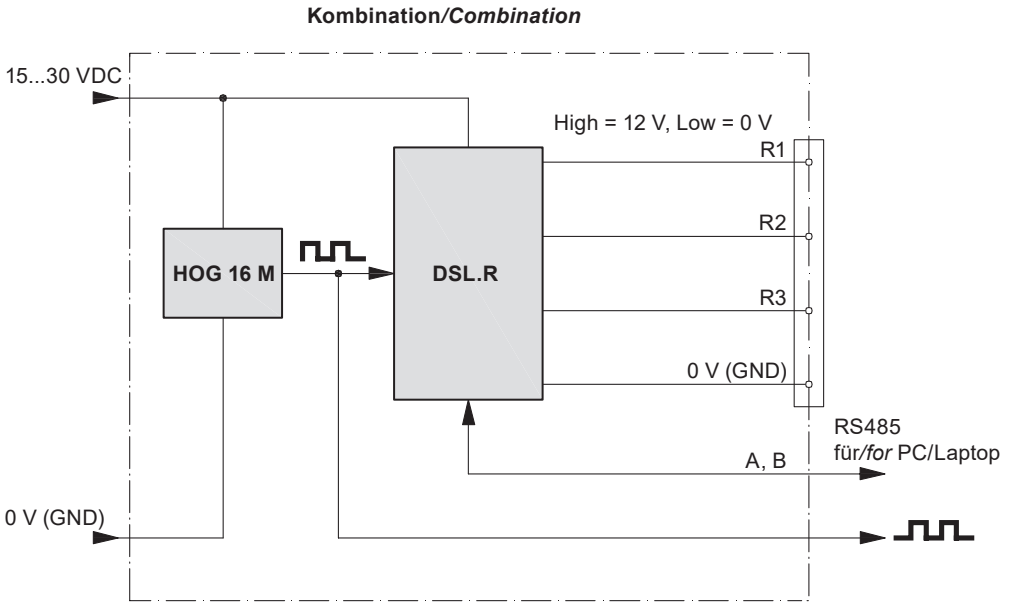 Kombination/Combination
15...30 VDC
High = 12 V, Low = 0 V
R1
R2
HOG 16 M
DSL.R
R3
0 V (GND)
RS485
für/for PC/Laptop
A, B
0 V (GND)